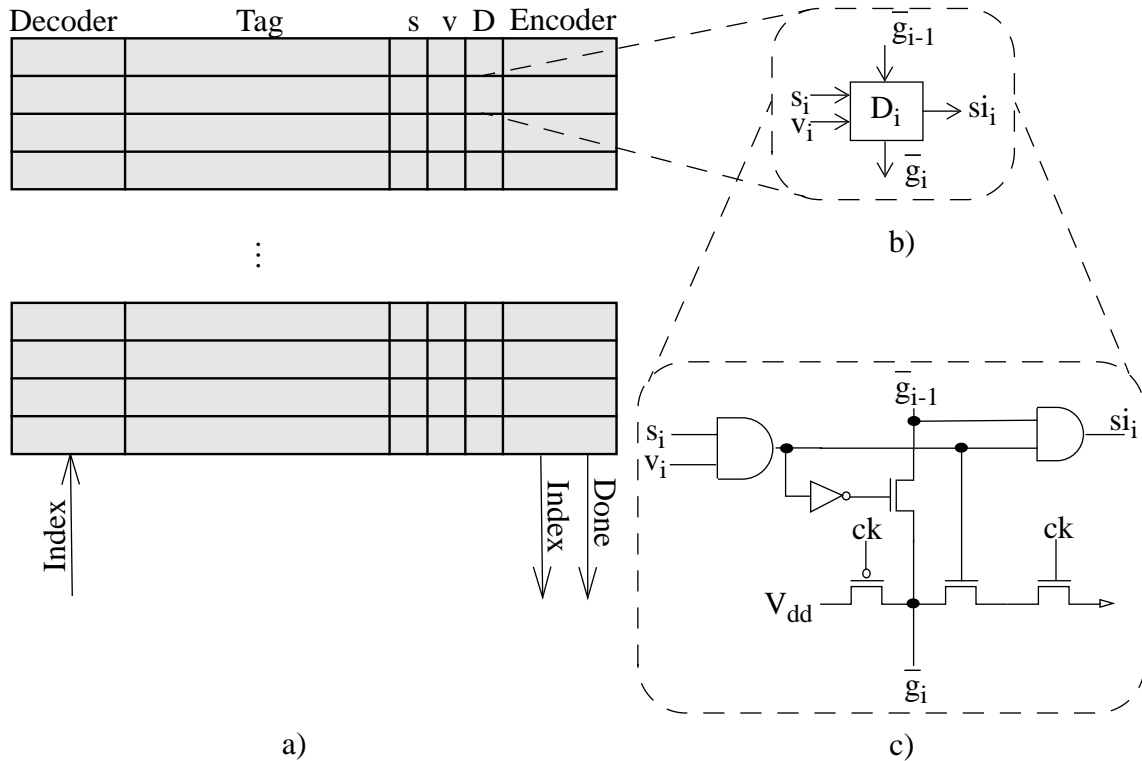 Decoder Tag s v D Encoder
⋮
Index
Index
Done
a)
g̅i-1
si
vi
Di
sii
g̅i
b)
g̅i-1
si
vi
sii
ck
ck
Vdd
g̅i
c)